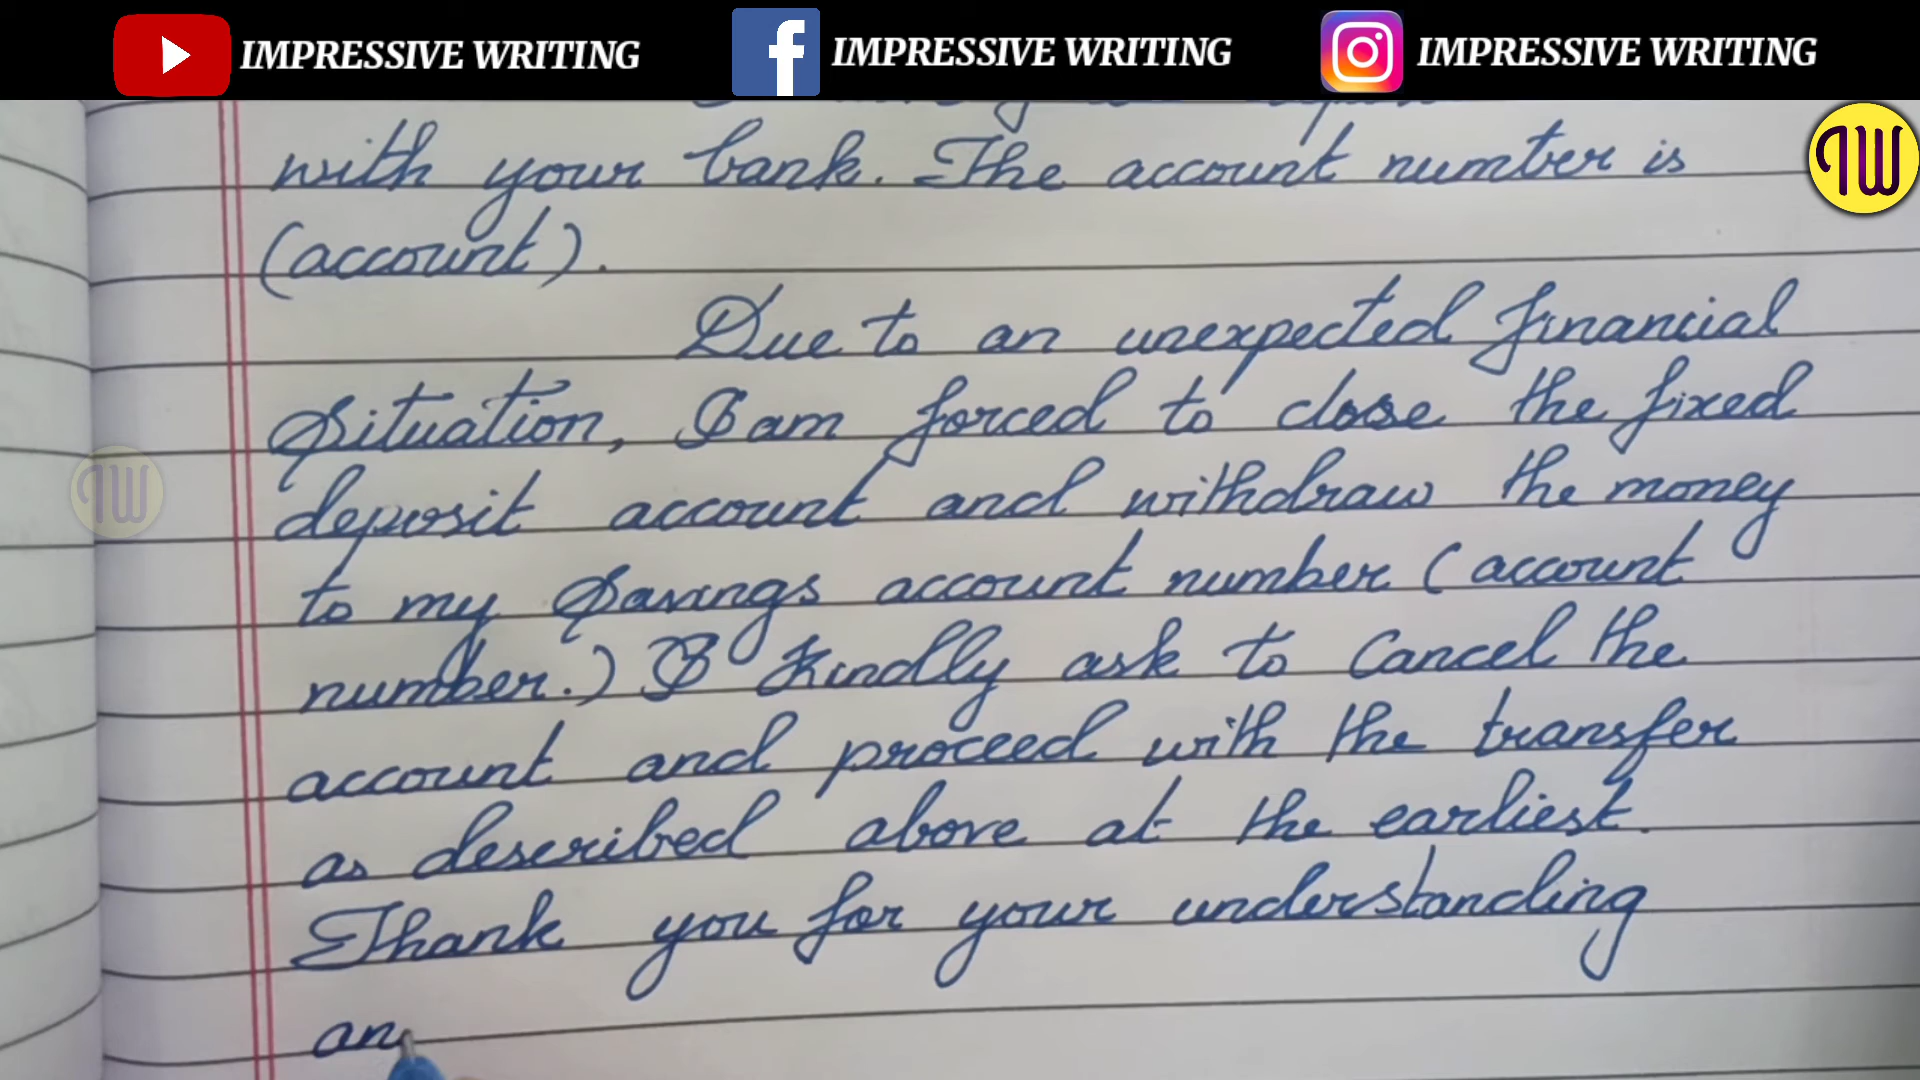 IMPRESSIVE WRITING IMPRESSIVE WRITING IMPRESSIVE WRITING
IW
with your bank. The account number is
(account).
Due to an unexpected financial
Situation, I am forced to close the fixed
deposit account and withdraw the money
IW
to my Savings account number (account
number.) I Kindly ask to Cancel the
account and proceed with the transfer
as described above at the earliest.
Thank you for your understanding
an